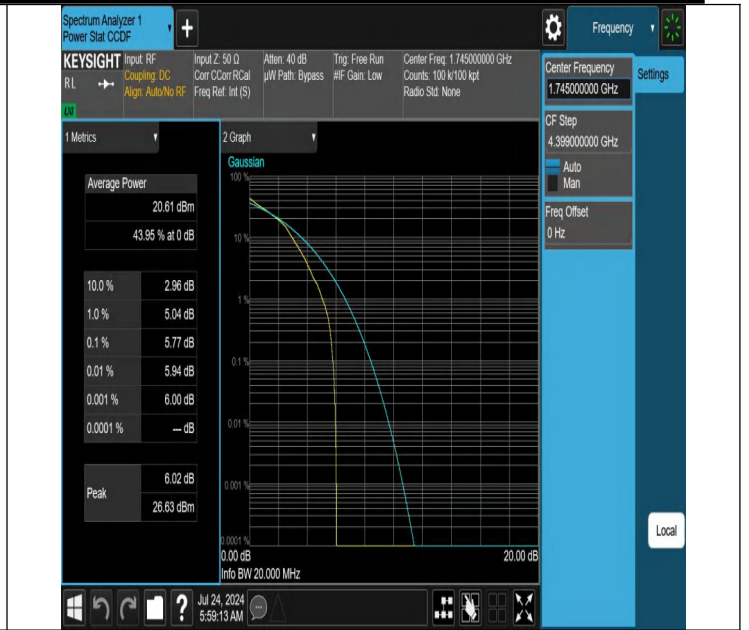 Spectrum Analyzer 1
Power Stat CCDF
+
Frequency
KEYSIGHT
RL
LXI
Input: RF
Coupling: DC
Align: Auto/No RF
Input Z: 50 Ω
Corr CCorr RCal
Freq Ref: Int (S)
Atten: 40 dB
µW Path: Bypass
Trig: Free Run
#IF Gain: Low
Center Freq: 1.745000000 GHz
Counts: 100 k/100 kpt
Radio Std: None
Center Frequency
1.745000000 GHz
Settings
CF Step
4.399000000 GHz
Auto
Man
Freq Offset
0 Hz
1 Metrics
Average Power
20.61 dBm
43.95 % at 0 dB
10.0 % 2.96 dB
1.0 % 5.04 dB
0.1 % 5.77 dB
0.01 % 5.94 dB
0.001 % 6.00 dB
0.0001 % --- dB
Peak
6.02 dB
26.63 dBm
2 Graph
Gaussian
100 %
10 %
1 %
0.1 %
0.01 %
0.001 %
0.0001 %
0.00 dB 20.00 dB
Info BW 20.000 MHz
Local
?
Jul 24, 2024
5:59:13 AM